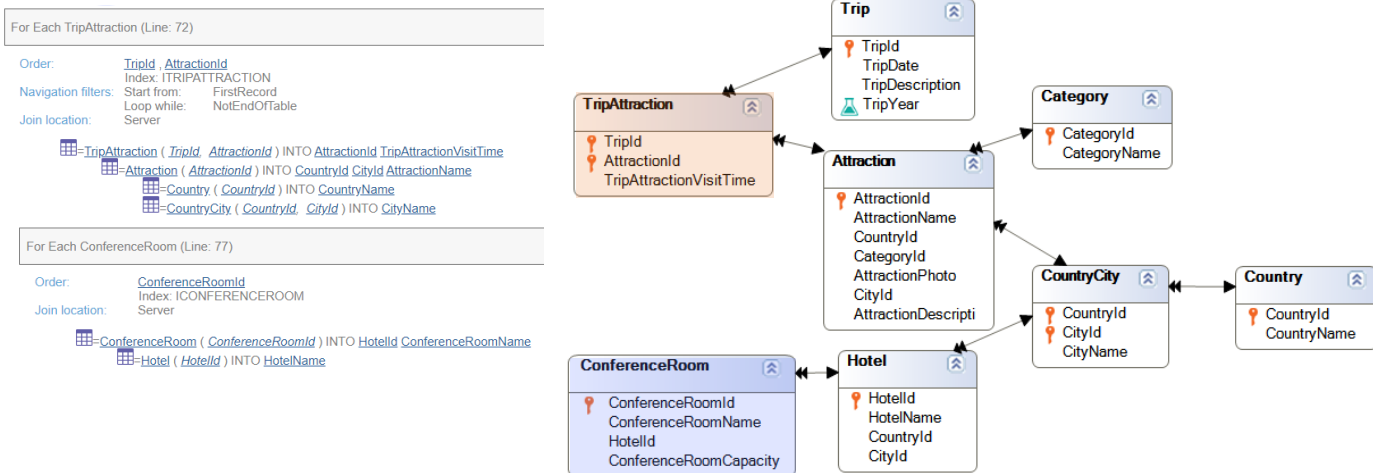 For Each TripAttraction (Line: 72)
Order: TripId , AttractionId
Index: ITRIPATTRACTION
Navigation filters: Start from: FirstRecord
Loop while: NotEndOfTable
Join location: Server
=TripAttraction ( TripId, AttractionId ) INTO AttractionId TripAttractionVisitTime
=Attraction ( AttractionId ) INTO CountryId CityId AttractionName
=Country ( CountryId ) INTO CountryName
=CountryCity ( CountryId, CityId ) INTO CityName
For Each ConferenceRoom (Line: 77)
Order: ConferenceRoomId
Index: ICONFERENCEROOM
Join location: Server
=ConferenceRoom ( ConferenceRoomId ) INTO HotelId ConferenceRoomName
=Hotel ( HotelId ) INTO HotelName
Trip
TripId
TripDate
TripDescription
TripYear
TripAttraction
TripId
AttractionId
TripAttractionVisitTime
Category
CategoryId
CategoryName
Attraction
AttractionId
AttractionName
CountryId
CategoryId
AttractionPhoto
CityId
AttractionDescripti
CountryCity
CountryId
CityId
CityName
Country
CountryId
CountryName
ConferenceRoom
ConferenceRoomId
ConferenceRoomName
HotelId
ConferenceRoomCapacity
Hotel
HotelId
HotelName
CountryId
CityId